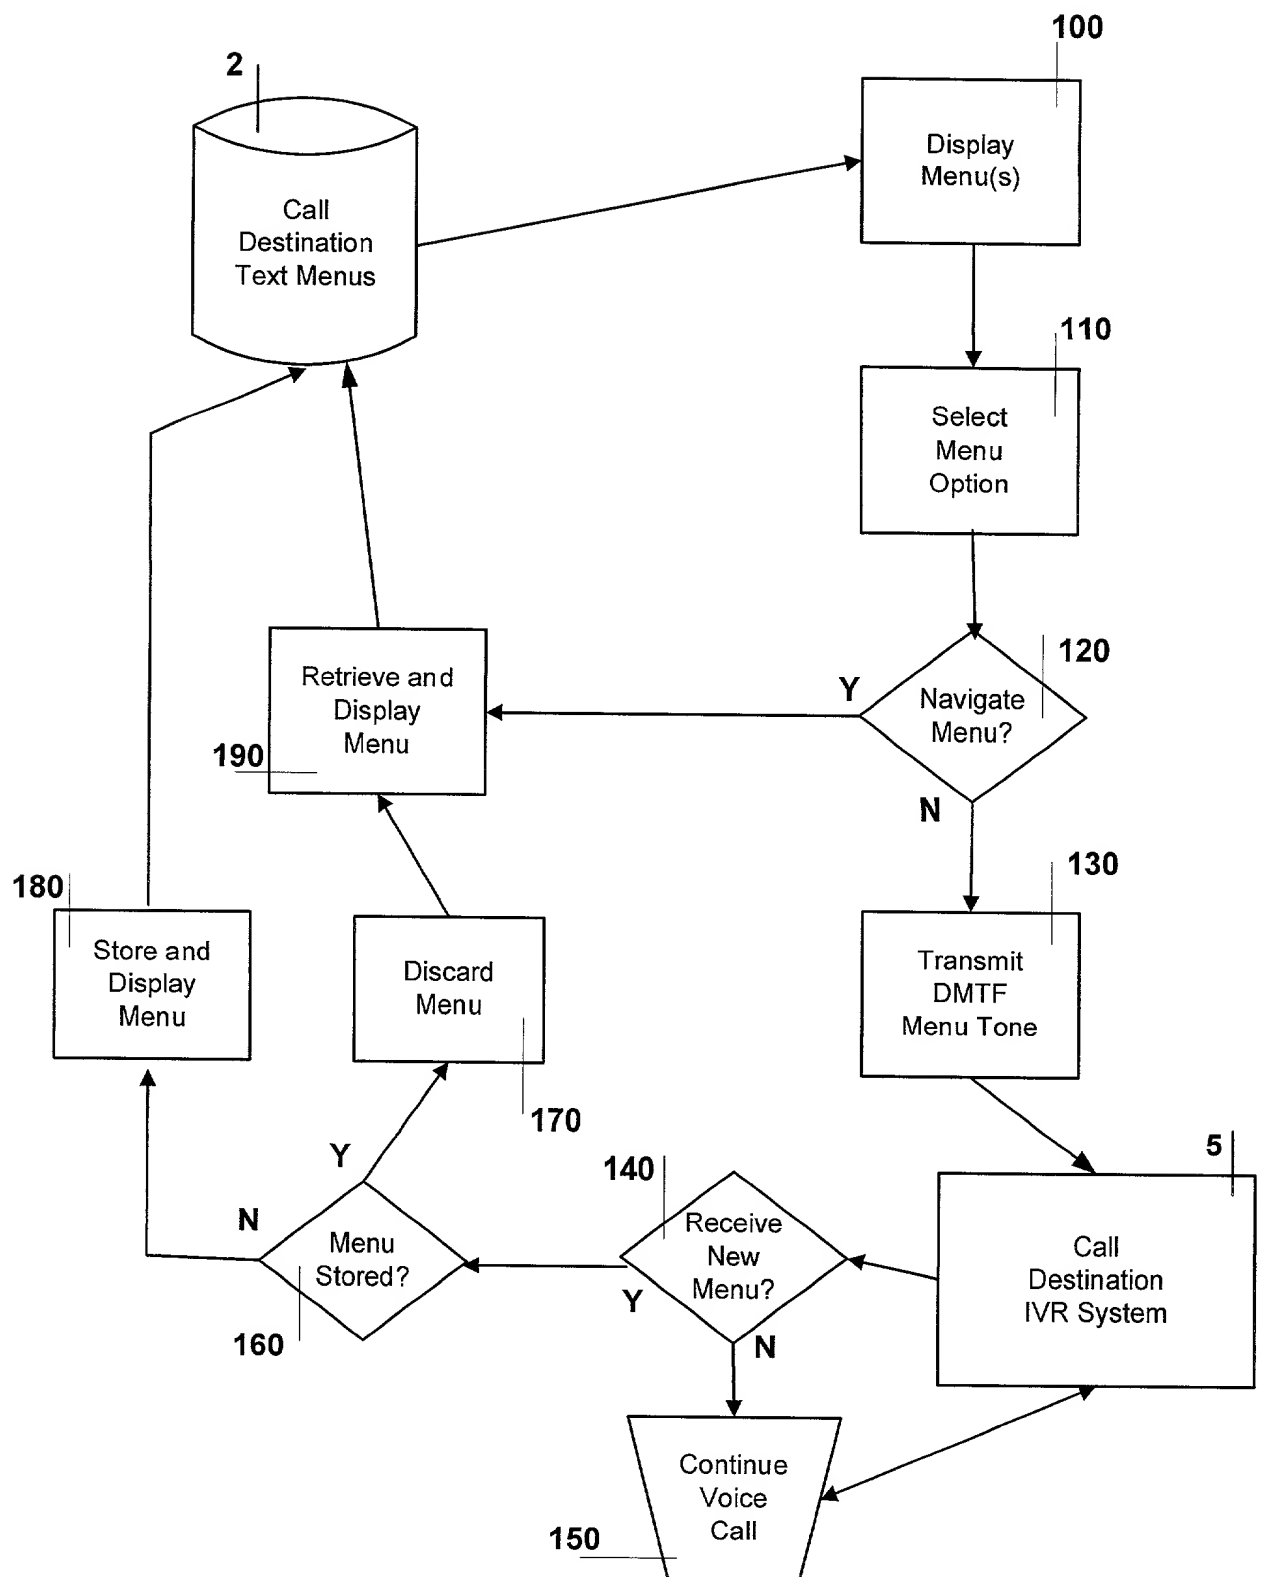 100
2
Display
Menu(s)
Call
Destination
Text Menus
110
Select
Menu
Option
120
Y
Navigate
Menu?
Retrieve and
Display
Menu
190
N
130
180
Store and
Display
Menu
Discard
Menu
Transmit
DMTF
Menu Tone
170
5
Y
140
N
Receive
New
Menu?
Menu
Stored?
Call
Destination
IVR System
Y
160
N
Continue
Voice
Call
150